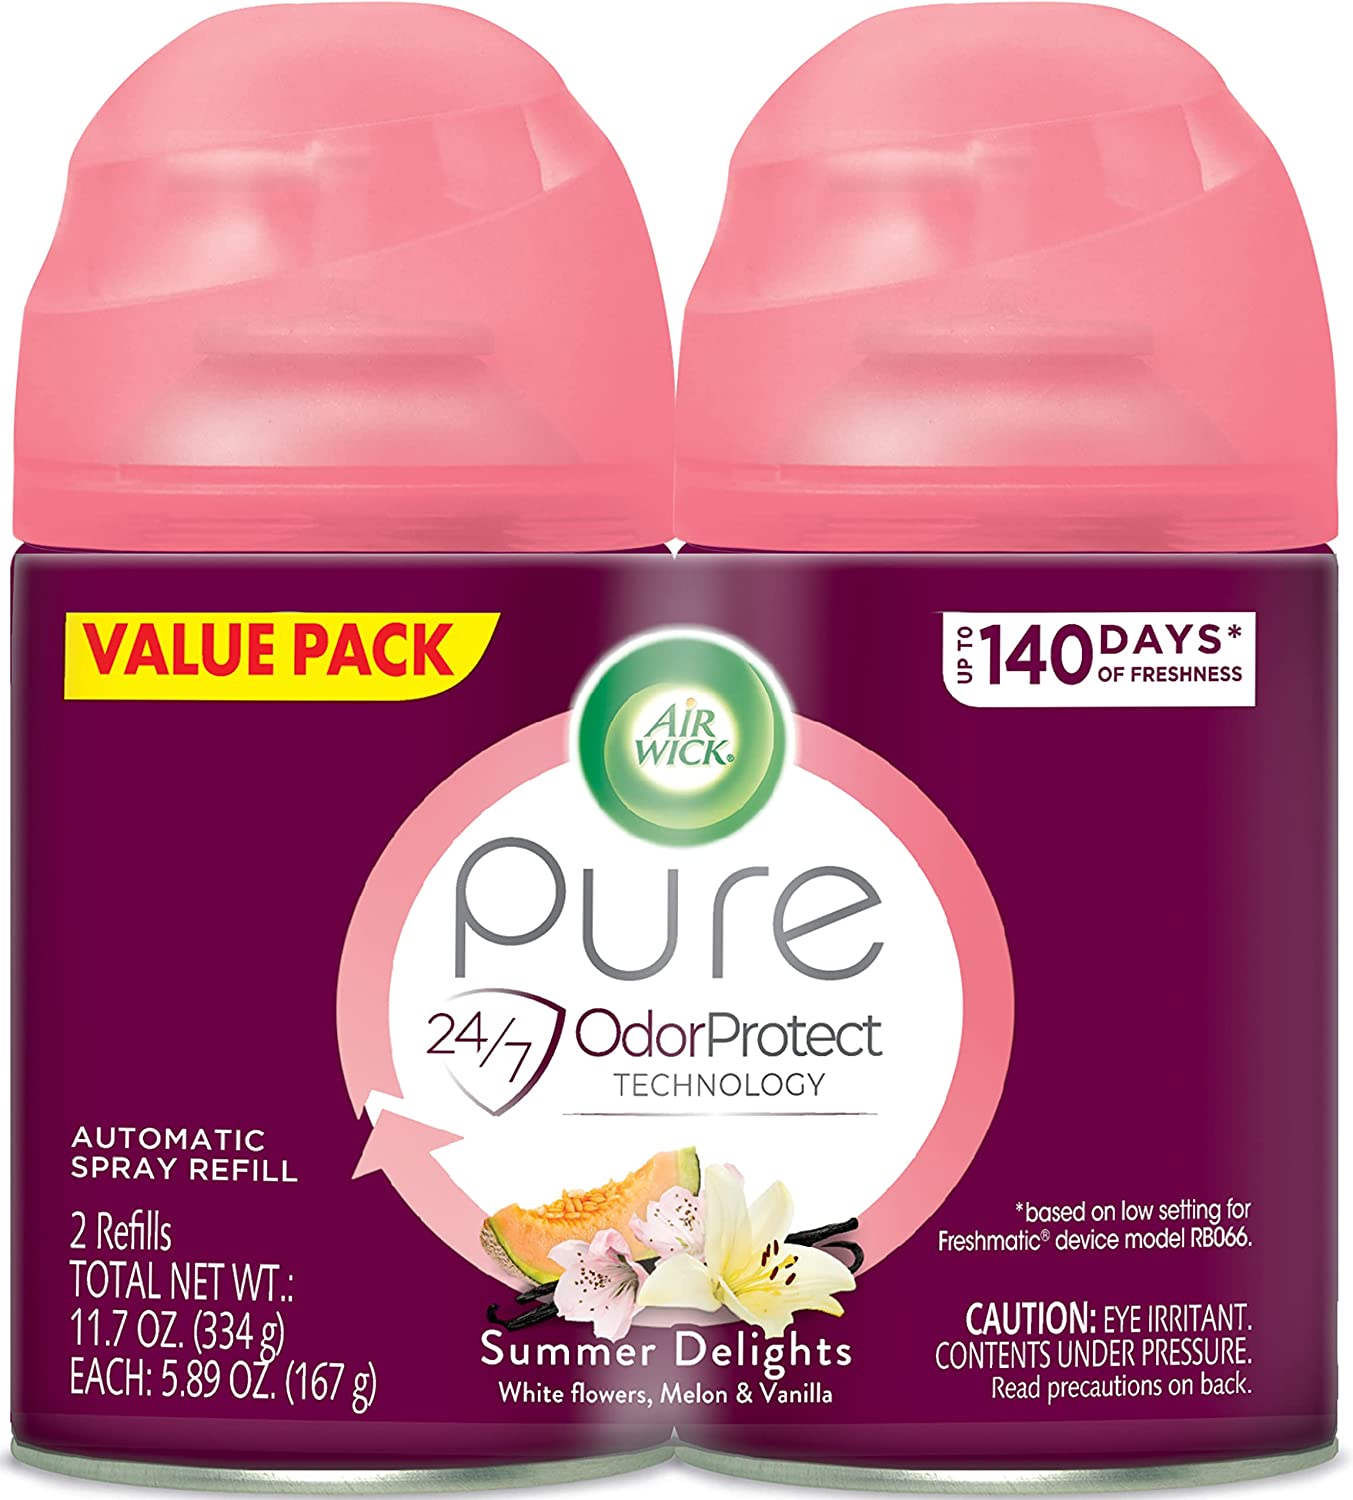 VALUE PACK
UP TO 140 DAYS*
OF FRESHNESS
AIR
WICK®
Pure
24/7 OdorProtect
TECHNOLOGY
AUTOMATIC
SPRAY REFILL
2 Refills
TOTAL NET WT.:
11.7 OZ. (334 g)
EACH: 5.89 OZ. (167 g)
*based on low setting for
Freshmatic® device model RB066.
CAUTION: EYE IRRITANT.
CONTENTS UNDER PRESSURE.
Read precautions on back.
Summer Delights
White flowers, Melon & Vanilla